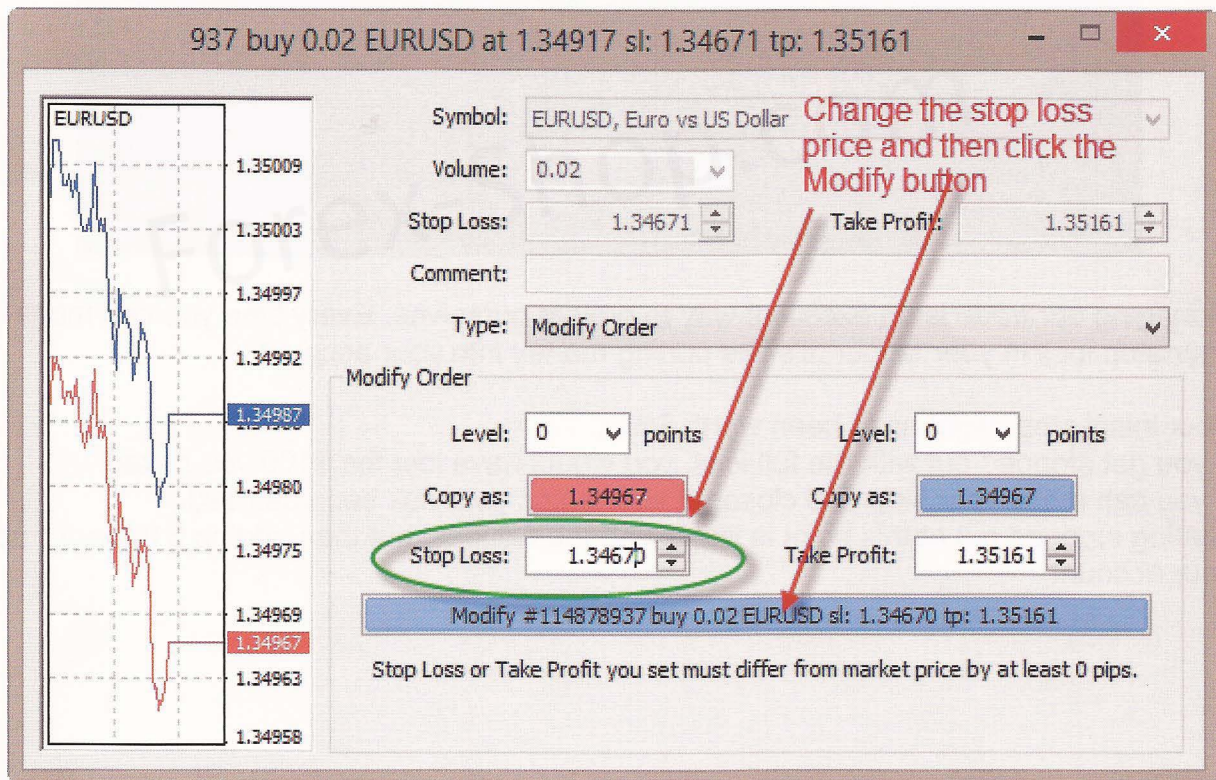 937 buy 0.02 EURUSD at 1.34917 sl: 1.34671 tp: 1.35161
EURUSD
1.35009
1.35003
1.34997
1.34992
1.34987
1.34980
1.34975
1.34969
1.34967
1.34963
1.34958
Symbol: EURUSD, Euro vs US Dollar
Change the stop loss
price and then click the
Modify button
Volume: 0.02
Stop Loss: 1.34671 Take Profit: 1.35161
Comment:
Type: Modify Order
Modify Order
Level: 0 points Level: 0 points
Copy as: 1.34967 Copy as: 1.34967
Stop Loss: 1.34670 Take Profit: 1.35161
Modify #114878937 buy 0.02 EURUSD sl: 1.34670 tp: 1.35161
Stop Loss or Take Profit you set must differ from market price by at least 0 pips.